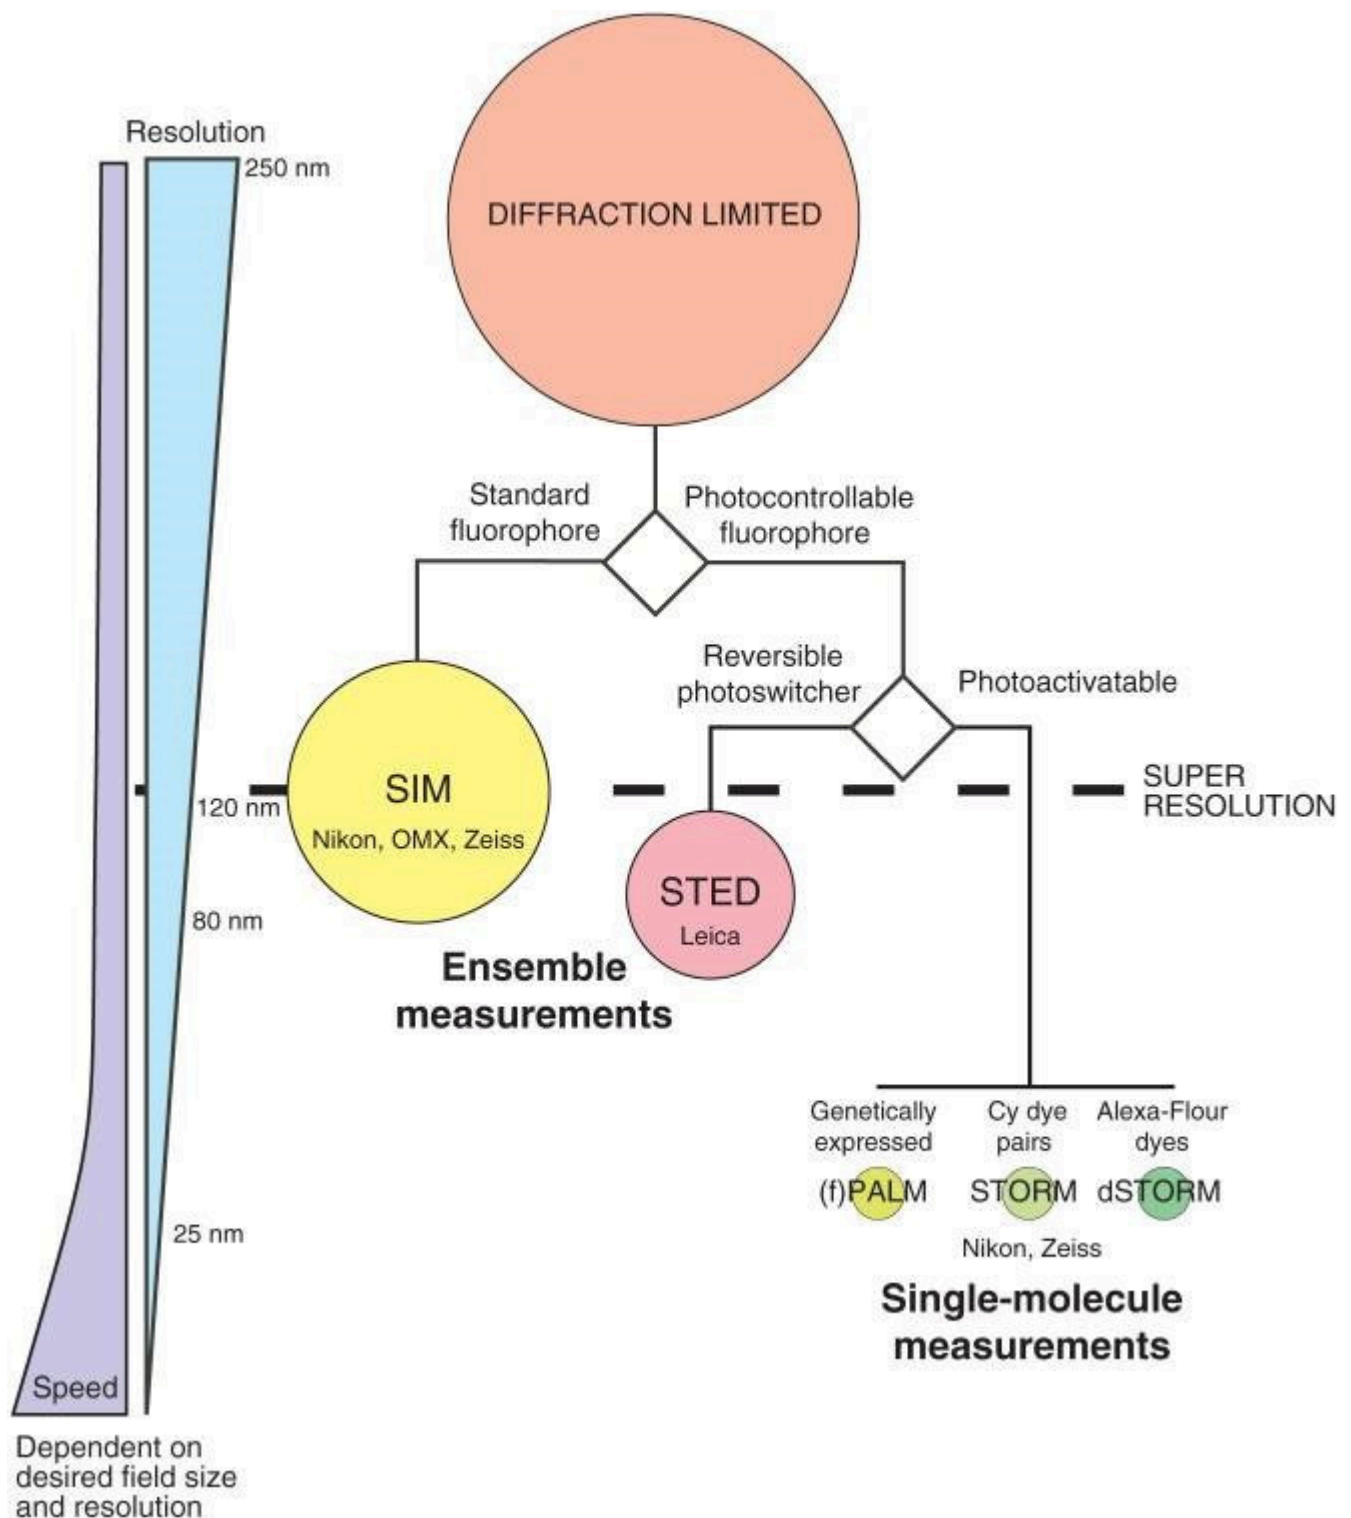 Resolution
250 nm
DIFFRACTION LIMITED
Standard
fluorophore
Photocontrollable
fluorophore
Reversible
photoswitcher
Photoactivatable
SUPER
RESOLUTION
120 nm
SIM
Nikon, OMX, Zeiss
80 nm
STED
Leica
Ensemble
measurements
Genetically
expressed
Cy dye
pairs
Alexa-Flour
dyes
(f)PALM
STORM
dSTORM
25 nm
Nikon, Zeiss
Single-molecule
measurements
Speed
Dependent on
desired field size
and resolution